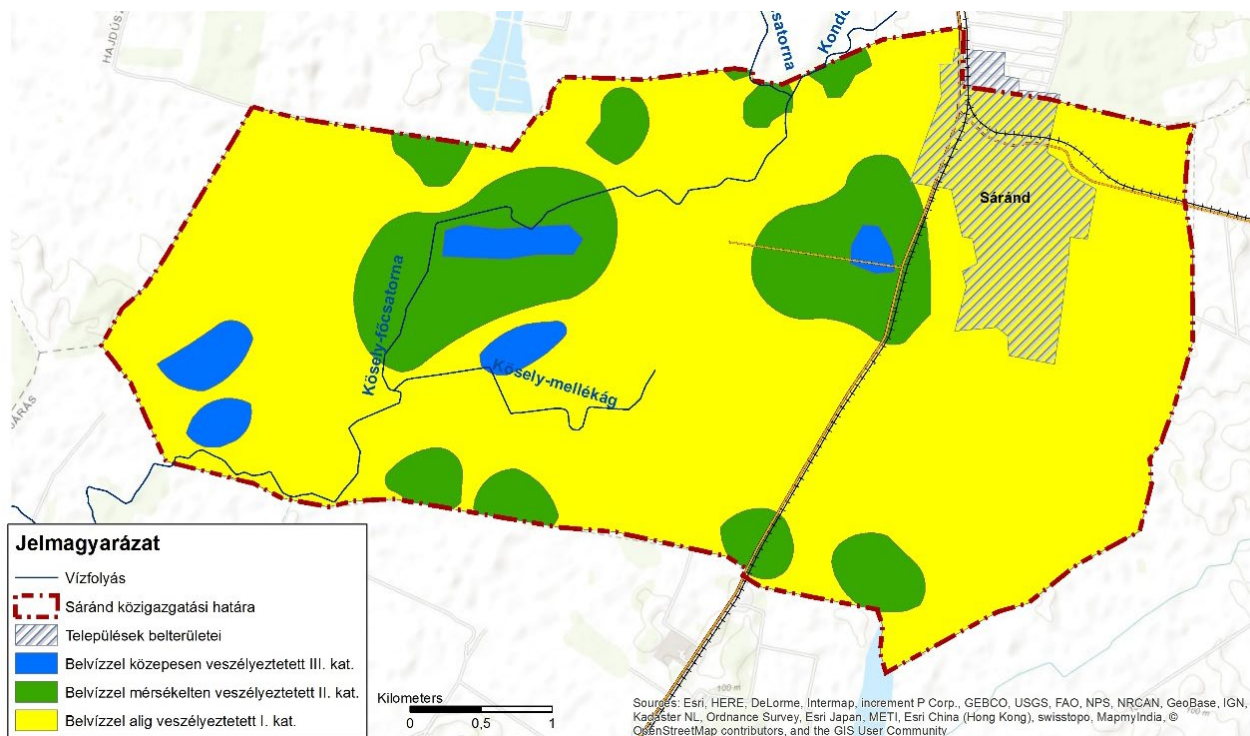 HAJDÚS
csatorna
Kondo
Sáránd
Kösely-főcsatorna
Kösely-mellékág
JÁRÁS
Jelmagyarázat
Vízfolyás
Sáránd közigazgatási határa
Települések belterületei
Belvízzel közepesen veszélyeztetett III. kat.
Belvízzel mérsékelten veszélyeztetett II. kat.
Belvízzel alig veszélyeztetett I. kat.
Kilometers
0 0,5 1
100 m
100 m
Sources: Esri, HERE, DeLorme, Intermap, increment P Corp., GEBCO, USGS, FAO, NPS, NRCAN, GeoBase, IGN,
Kadaster NL, Ordnance Survey, Esri Japan, METI, Esri China (Hong Kong), swisstopo, MapmyIndia, ©
OpenStreetMap contributors, and the GIS User Community